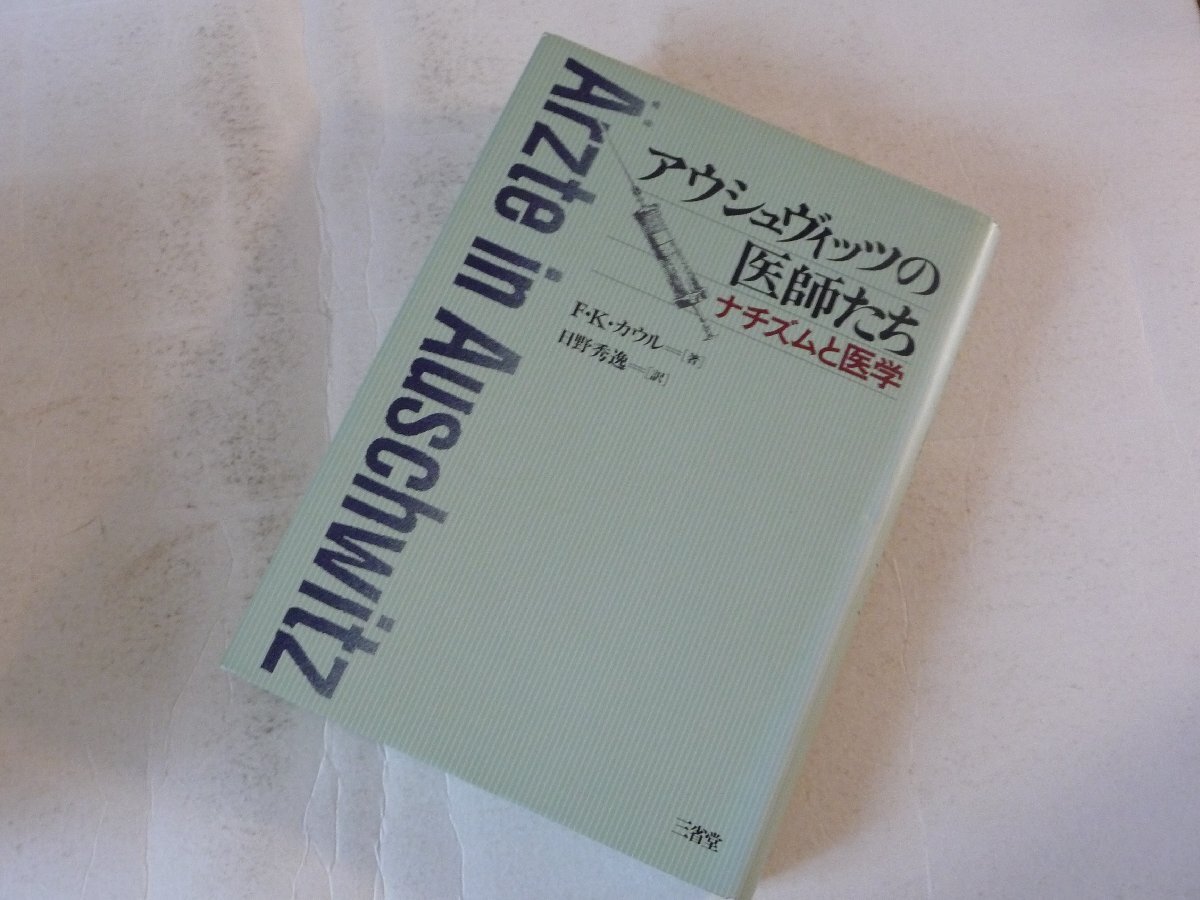 Ärzte in Auschwitz
アウシュヴィッツの
医師たち
ナチズムと医学
F・K・カウル=[著]
日野秀逸=[訳]
三省堂